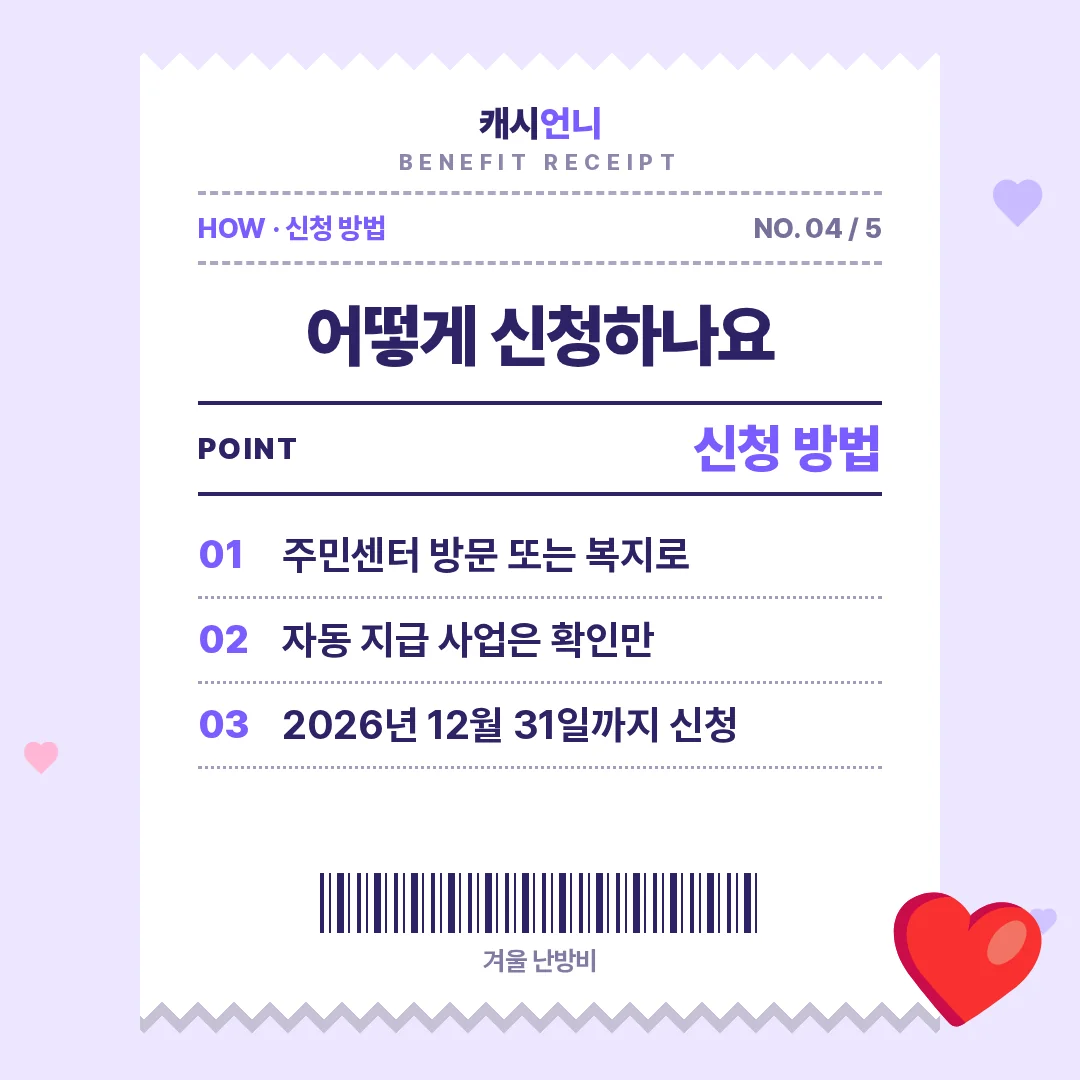 캐시언니
BENEFIT RECEIPT
HOW · 신청 방법 NO. 04 / 5
어떻게 신청하나요
POINT 신청 방법
01 주민센터 방문 또는 복지로
02 자동 지급 사업은 확인만
03 2026년 12월 31일까지 신청
겨울 난방비